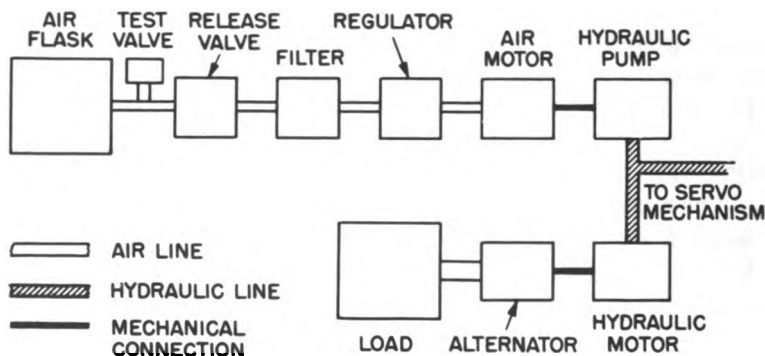 AIR
FLASK
TEST
VALVE
RELEASE
VALVE
FILTER
REGULATOR
AIR
MOTOR
HYDRAULIC
PUMP
TO SERVO
MECHANISM
AIR LINE
HYDRAULIC LINE
MECHANICAL
CONNECTION
LOAD
ALTERNATOR
HYDRAULIC
MOTOR